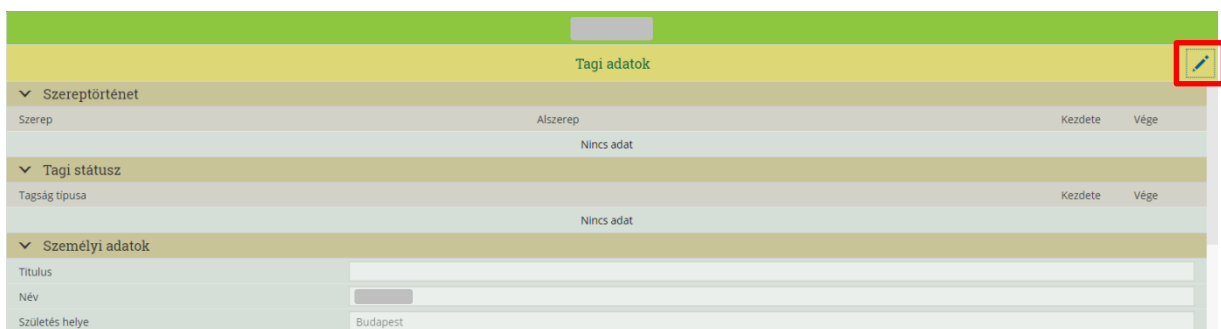 Tagi adatok
Szereptörténet
Szerep Alszerep Kezdete Vége
Nincs adat
Tagi státusz
Tagság típusa Kezdete Vége
Nincs adat
Személyi adatok
Titulus
Név
Születés helye Budapest